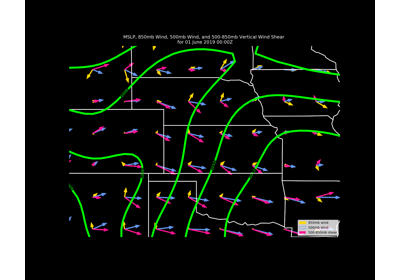 MSLP, 850mb Wind, 500mb Wind, and 500-850mb Vertical Wind Shear
for 01 June 2019 00:00Z
850mb wind
500mb wind
500-850mb shear